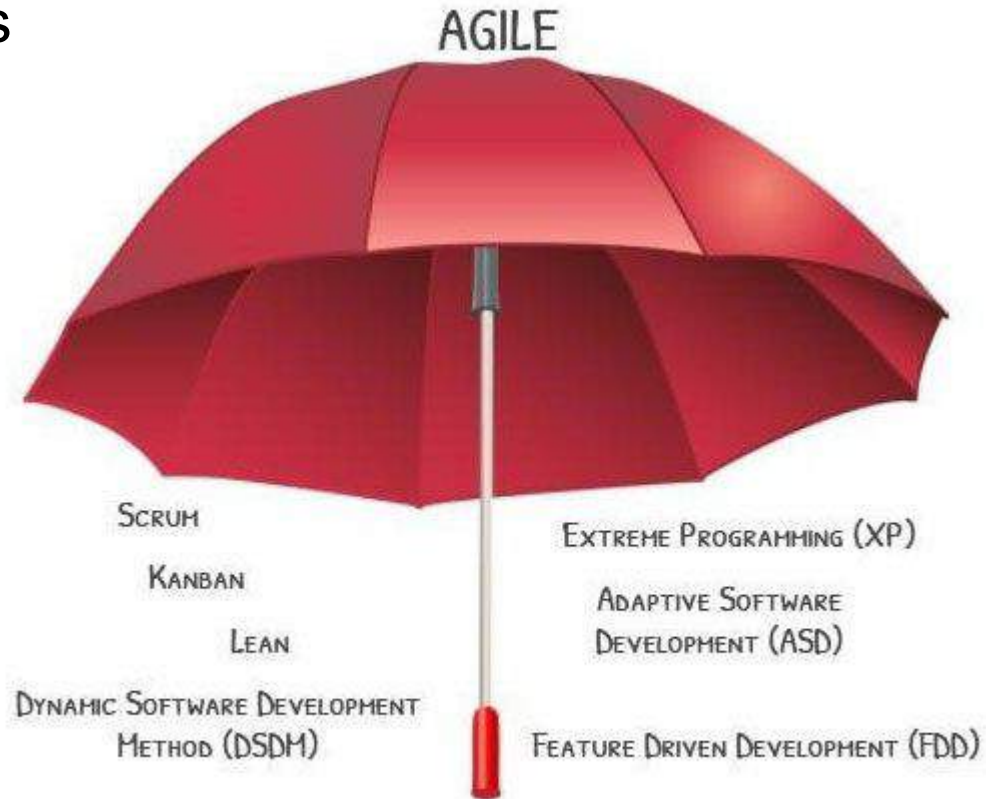 s
AGILE
SCRUM
KANBAN
LEAN
DYNAMIC SOFTWARE DEVELOPMENT
METHOD (DSDM)
EXTREME PROGRAMMING (XP)
ADAPTIVE SOFTWARE
DEVELOPMENT (ASD)
FEATURE DRIVEN DEVELOPMENT (FDD)